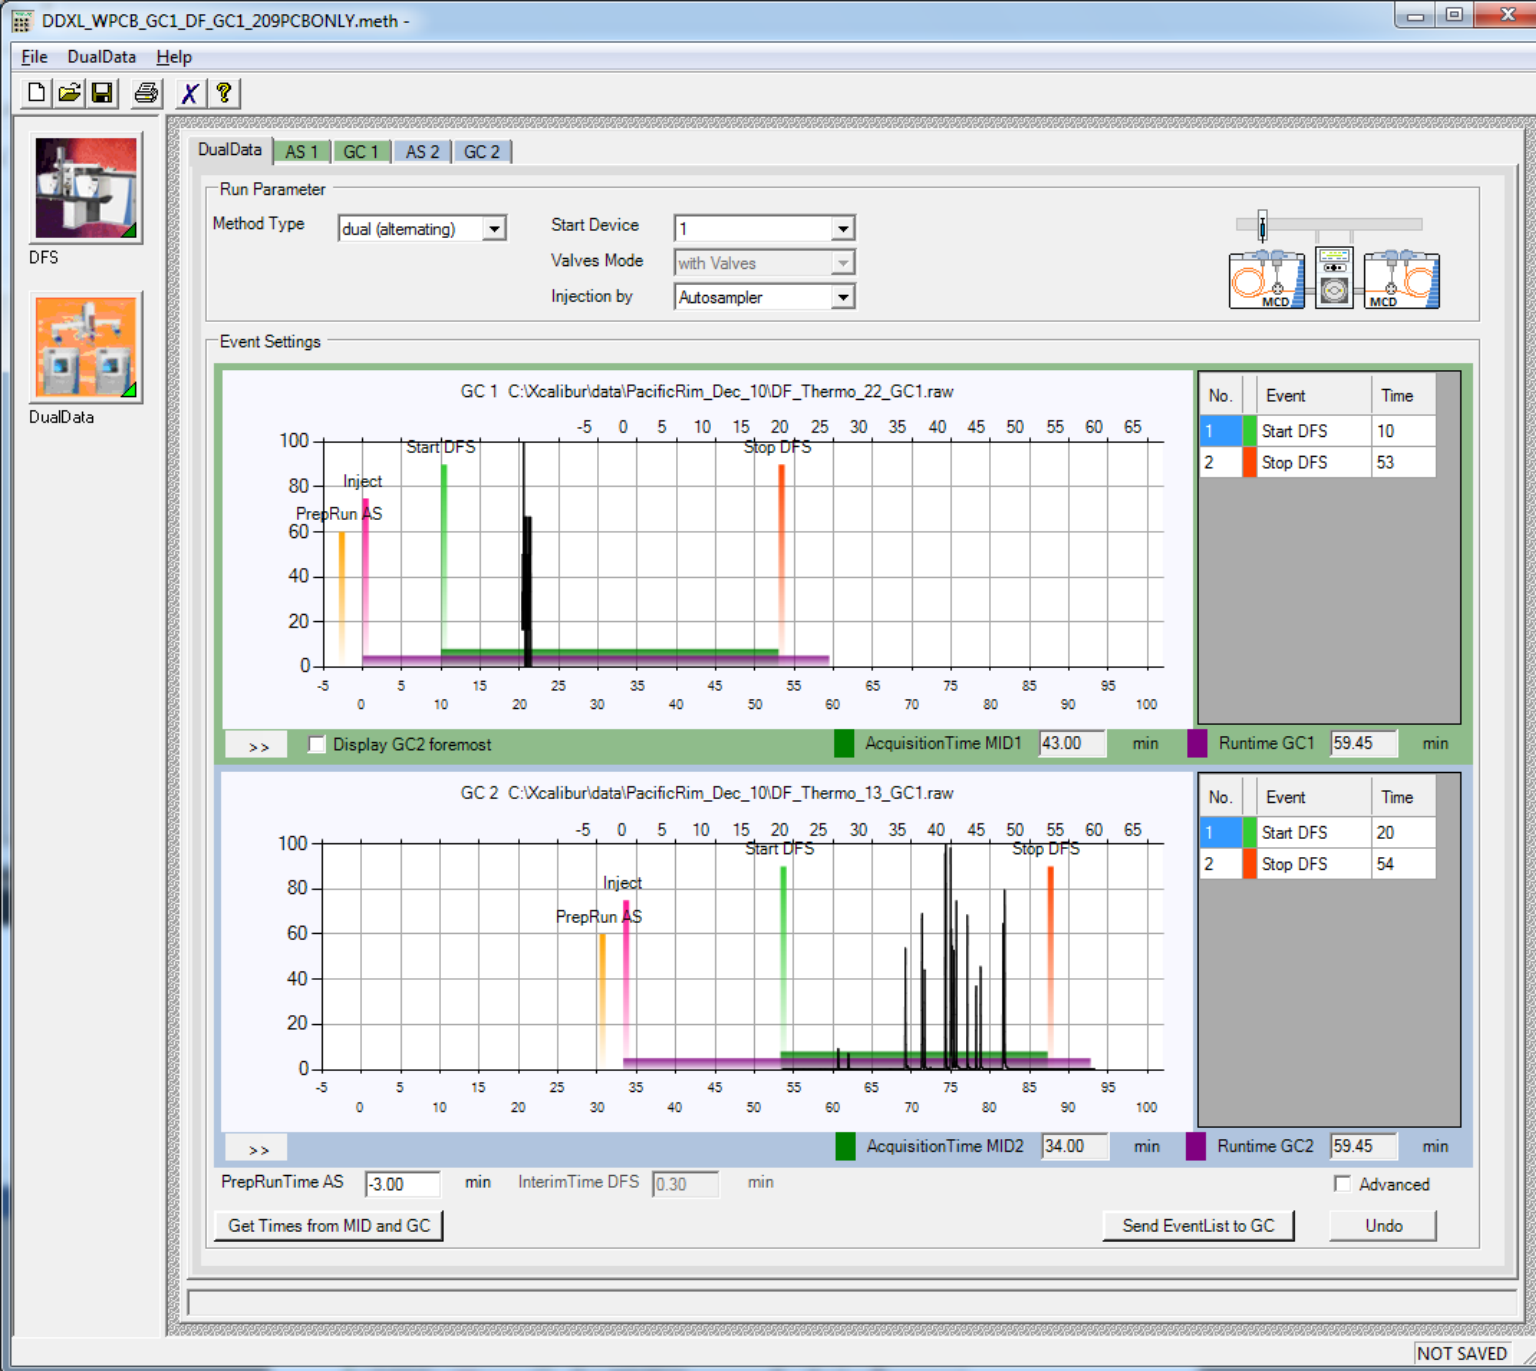 DDXL_WPCB_GC1_DF_GC1_209PCBONLY.meth -
File DualData Help
DFS
DualData
DualData AS 1 GC 1 AS 2 GC 2
Run Parameter
Method Type dual (alternating) Start Device 1
Valves Mode with Valves
Injection by Autosampler
MCD MCD
Event Settings
GC 1 C:\Xcalibur\data\PacificRim_Dec_10\DF_Thermo_22_GC1.raw
-5 0 5 10 15 20 25 30 35 40 45 50 55 60 65
100 Start DFS Stop DFS
80 Inject
PrepRun AS
60
40
20
0
-5 5 15 25 35 45 55 65 75 85 95
0 10 20 30 40 50 60 70 80 90 100
No. Event Time
1 Start DFS 10
2 Stop DFS 53
>> Display GC2 foremost AcquisitionTime MID1 43.00 min Runtime GC1 59.45 min
GC 2 C:\Xcalibur\data\PacificRim_Dec_10\DF_Thermo_13_GC1.raw
-5 0 5 10 15 20 25 30 35 40 45 50 55 60 65
100 Start DFS Stop DFS
80 Inject
PrepRun AS
60
40
20
0
-5 5 15 25 35 45 55 65 75 85 95
0 10 20 30 40 50 60 70 80 90 100
No. Event Time
1 Start DFS 20
2 Stop DFS 54
>> AcquisitionTime MID2 34.00 min Runtime GC2 59.45 min
PrepRunTime AS -3.00 min InterimTime DFS 0.30 min Advanced
Get Times from MID and GC Send EventList to GC Undo
NOT SAVED